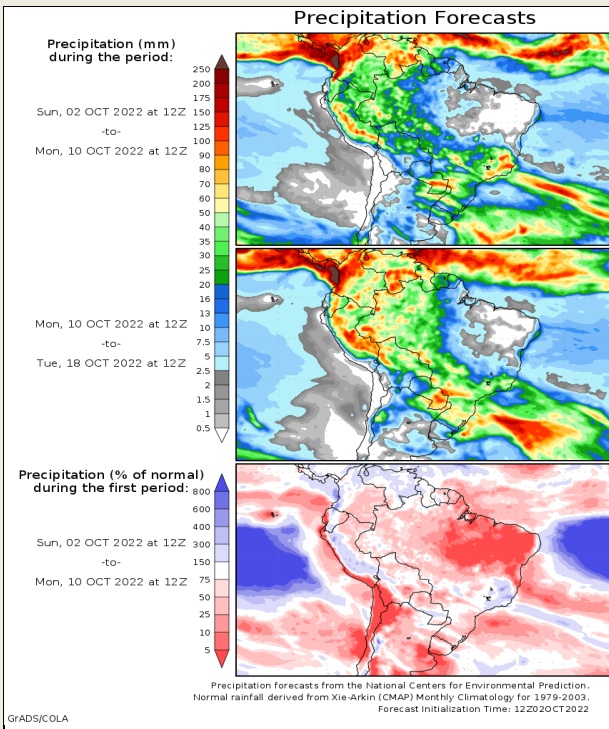 Precipitation Forecasts
Precipitation (mm)
during the period:
Sun, 02 OCT 2022 at 12Z
-to-
Mon, 10 OCT 2022 at 12Z
250
200
175
150
125
100
90
80
70
60
50
40
35
30
25
20
16
13
10
7.5
5
2.5
2
1.5
1
0.5
Mon, 10 OCT 2022 at 12Z
-to-
Tue, 18 OCT 2022 at 12Z
Precipitation (% of normal)
during the first period:
Sun, 02 OCT 2022 at 12Z
-to-
Mon, 10 OCT 2022 at 12Z
800
600
400
300
150
75
50
25
10
5
Precipitation forecasts from the National Centers for Environmental Prediction.
Normal rainfall derived from Xie-Arkin (CMAP) Monthly Climatology for 1979-2003.
Forecast Initialization Time: 12Z02OCT2022
GrADS/COLA